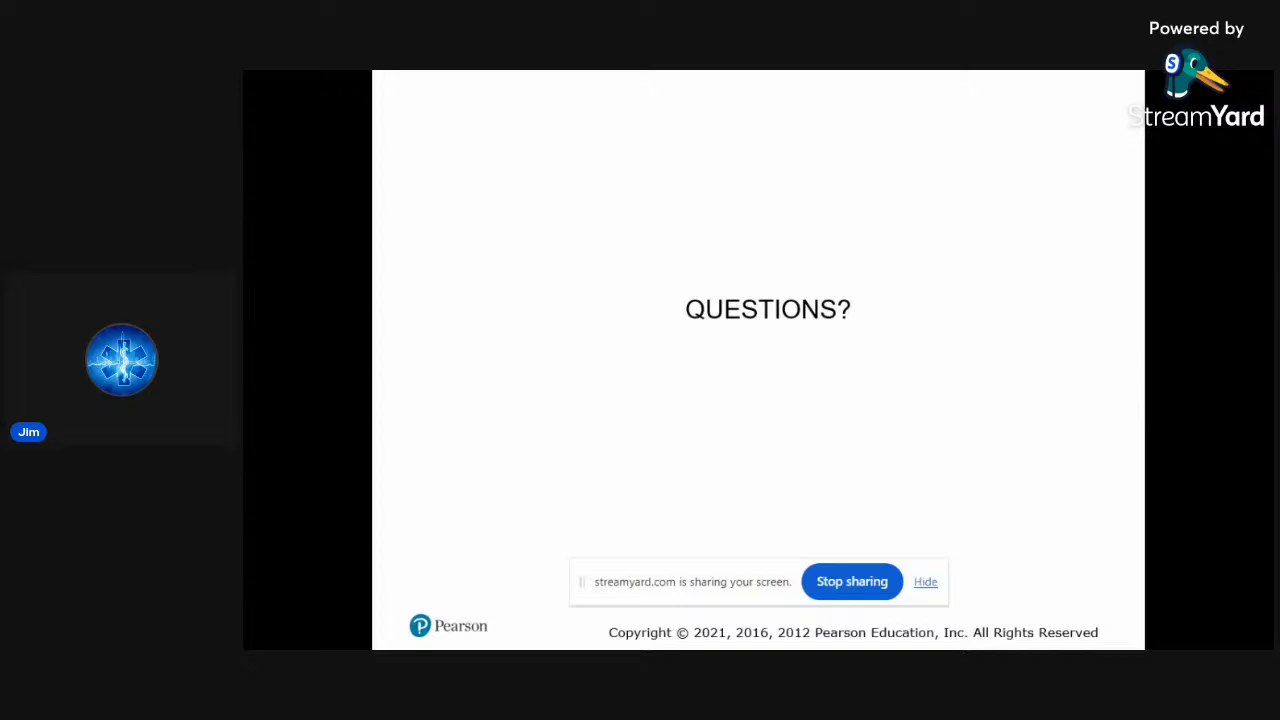 Powered by
StreamYard
QUESTIONS?
Jim
streamyard.com is sharing your screen.
Stop sharing
Hide
Pearson
Copyright © 2021, 2016, 2012 Pearson Education, Inc. All Rights Reserved